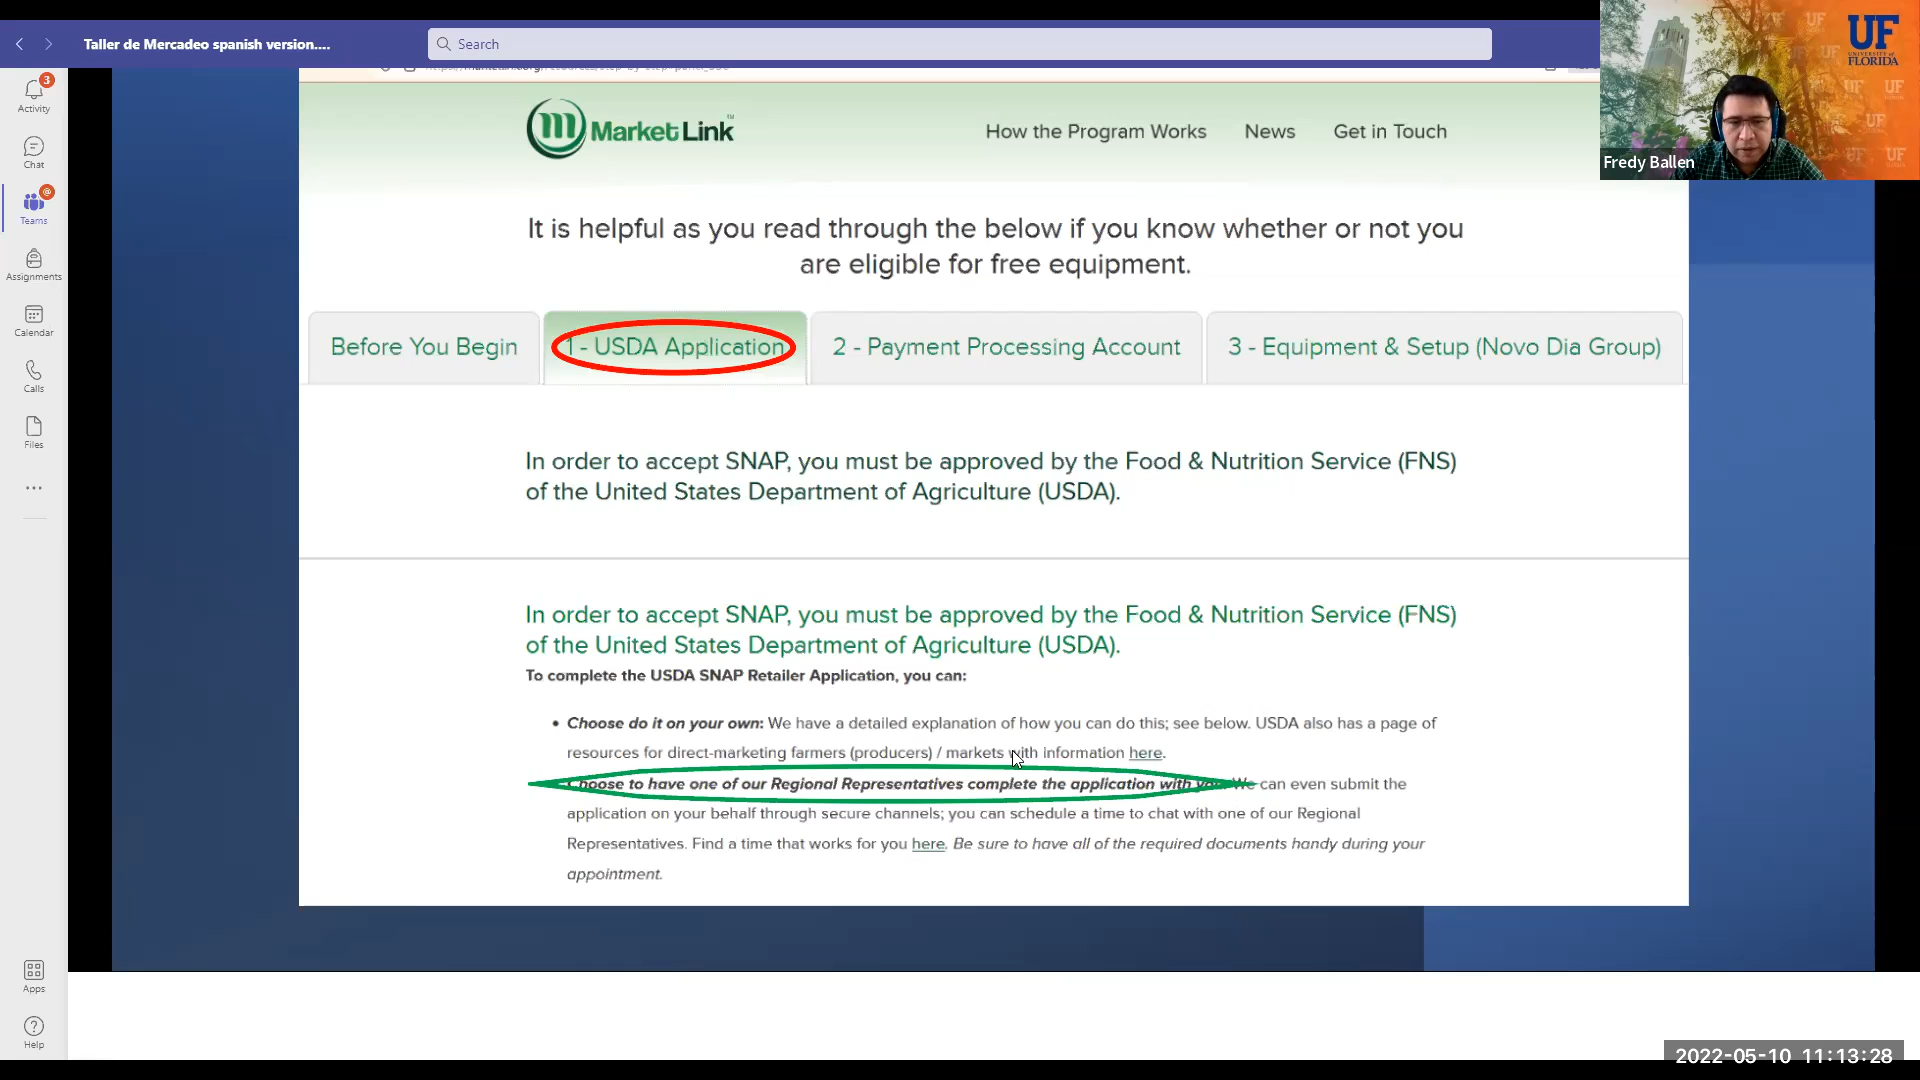 Taller de Mercadeo spanish version....
Search
UF
UNIVERSITY of
FLORIDA
Fredy Ballen
3
Activity
Chat
@
Teams
Assignments
Calendar
Calls
Files
Apps
Help
m Market Link™
How the Program Works
News
Get in Touch
It is helpful as you read through the below if you know whether or not you
are eligible for free equipment.
Before You Begin
1 - USDA Application
2 - Payment Processing Account
3 - Equipment & Setup (Novo Dia Group)
In order to accept SNAP, you must be approved by the Food & Nutrition Service (FNS)
of the United States Department of Agriculture (USDA).
In order to accept SNAP, you must be approved by the Food & Nutrition Service (FNS)
of the United States Department of Agriculture (USDA).
To complete the USDA SNAP Retailer Application, you can:
• Choose do it on your own: We have a detailed explanation of how you can do this; see below. USDA also has a page of
resources for direct-marketing farmers (producers) / markets with information here.
Choose to have one of our Regional Representatives complete the application with you. We can even submit the
application on your behalf through secure channels; you can schedule a time to chat with one of our Regional
Representatives. Find a time that works for you here. Be sure to have all of the required documents handy during your
appointment.
2022-05-10 11:13:28